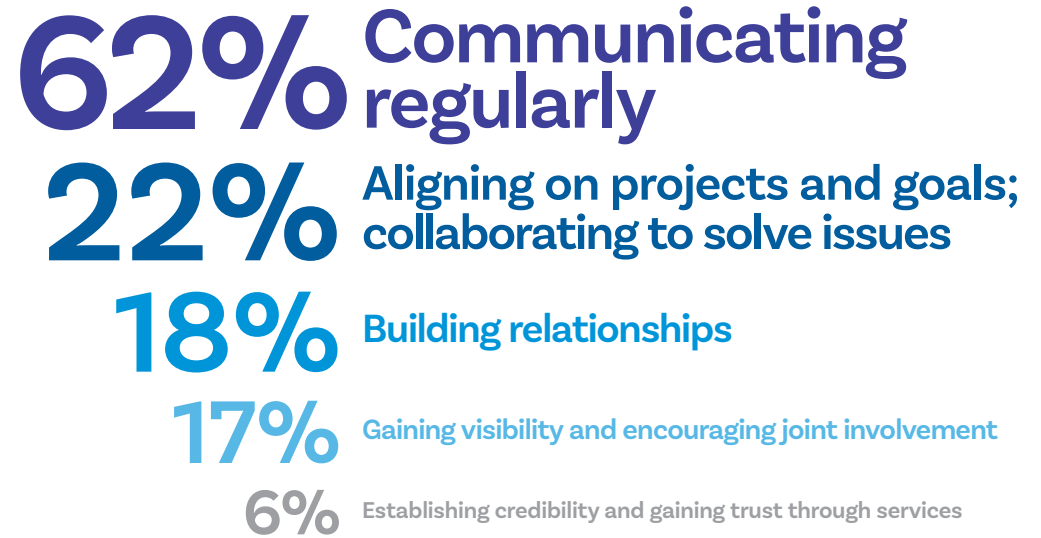 62% Communicating
regularly
22% Aligning on projects and goals;
collaborating to solve issues
18% Building relationships
17% Gaining visibility and encouraging joint involvement
6% Establishing credibility and gaining trust through services